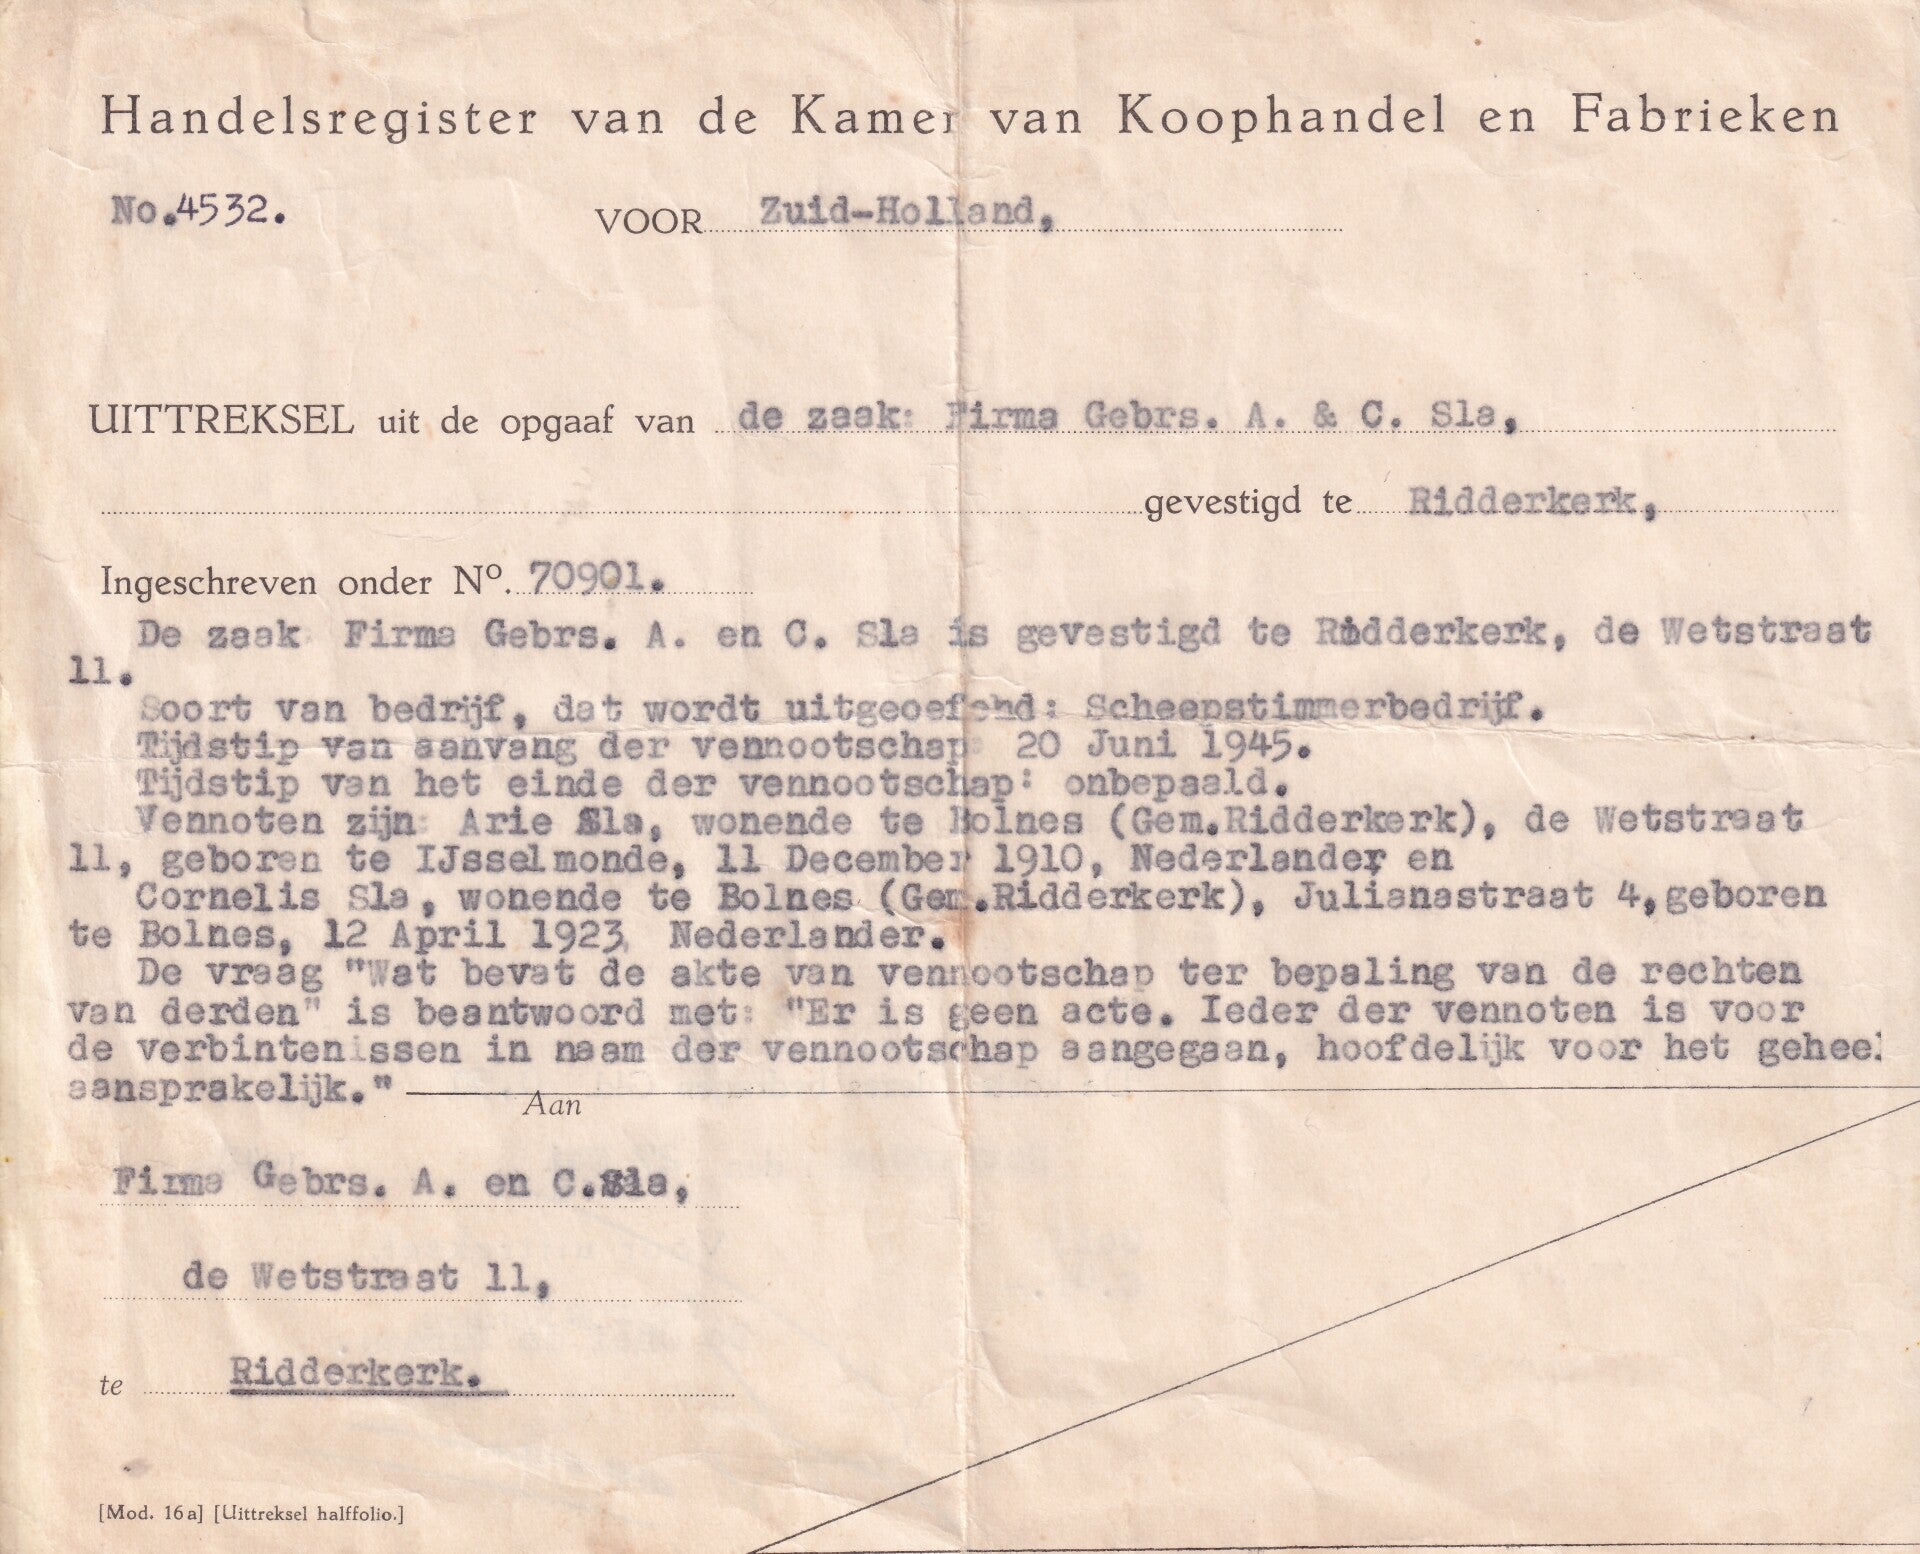 Handelsregister van de Kamer van Koophandel en Fabrieken
No.4532.
VOOR Zuid-Holland,
UITTREKSEL uit de opgaaf van de zaak: Firma Gebrs. A. & C. Sla,
gevestigd te Ridderkerk,
Ingeschreven onder No. 70901.
De zaak: Firma Gebrs. A. en C. Sla is gevestigd te Ridderkerk, de Wetstraat
11.
Soort van bedrijf, dat wordt uitgeoefend: Scheepstimmerbedrijf.
Tijdstip van aanvang der vennootschap: 20 Juni 1945.
Tijdstip van het einde der vennootschap: onbepaald.
Vennoten zijn: Arie Sla, wonende te Bolnes (Gem.Ridderkerk), de Wetstraat
11, geboren te IJsselmonde, 11 December 1910, Nederlander en
Cornelis Sla, wonende te Bolnes (Gem.Ridderkerk), Julianastraat 4,geboren
te Bolnes, 12 April 1923, Nederlander.
De vraag "Wat bevat de akte van vennootschap ter bepaling van de rechten
van derden" is beantwoord met: "Er is geen acte. Ieder der vennoten is voor
de verbintenissen in naam der vennootschap aangegaan, hoofdelijk voor het geheel
aansprakelijk."
Aan
Firma Gebrs. A. en C.Sla,
de Wetstraat 11,
te Ridderkerk.
[Mod. 16a] [Uittreksel halffolio.]